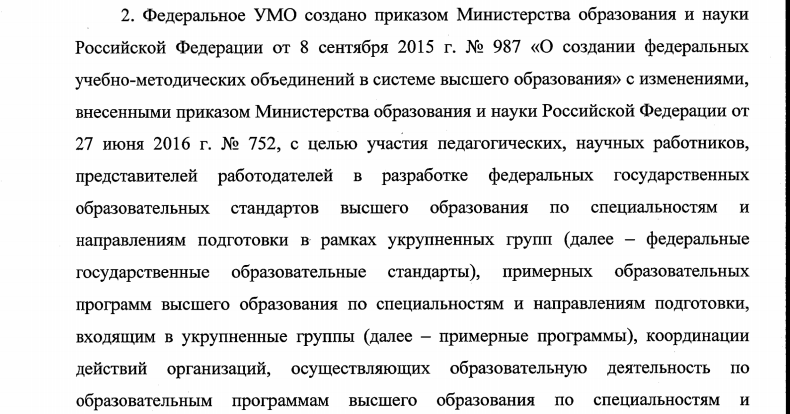 2. Федеральное УМО создано приказом Министерства образования и науки
Российской Федерации от 8 сентября 2015 г. № 987 «О создании федеральных
учебно-методических объединений в системе высшего образования» с изменениями,
внесенными приказом Министерства образования и науки Российской Федерации от
27 июня 2016 г. № 752, с целью участия педагогических, научных работников,
представителей работодателей в разработке федеральных государственных
образовательных стандартов высшего образования по специальностям и
направлениям подготовки в рамках укрупненных групп (далее – федеральные
государственные образовательные стандарты), примерных образовательных
программ высшего образования по специальностям и направлениям подготовки,
входящим в укрупненные группы (далее – примерные программы), координации
действий организаций, осуществляющих образовательную деятельность по
образовательным программам высшего образования по специальностям и